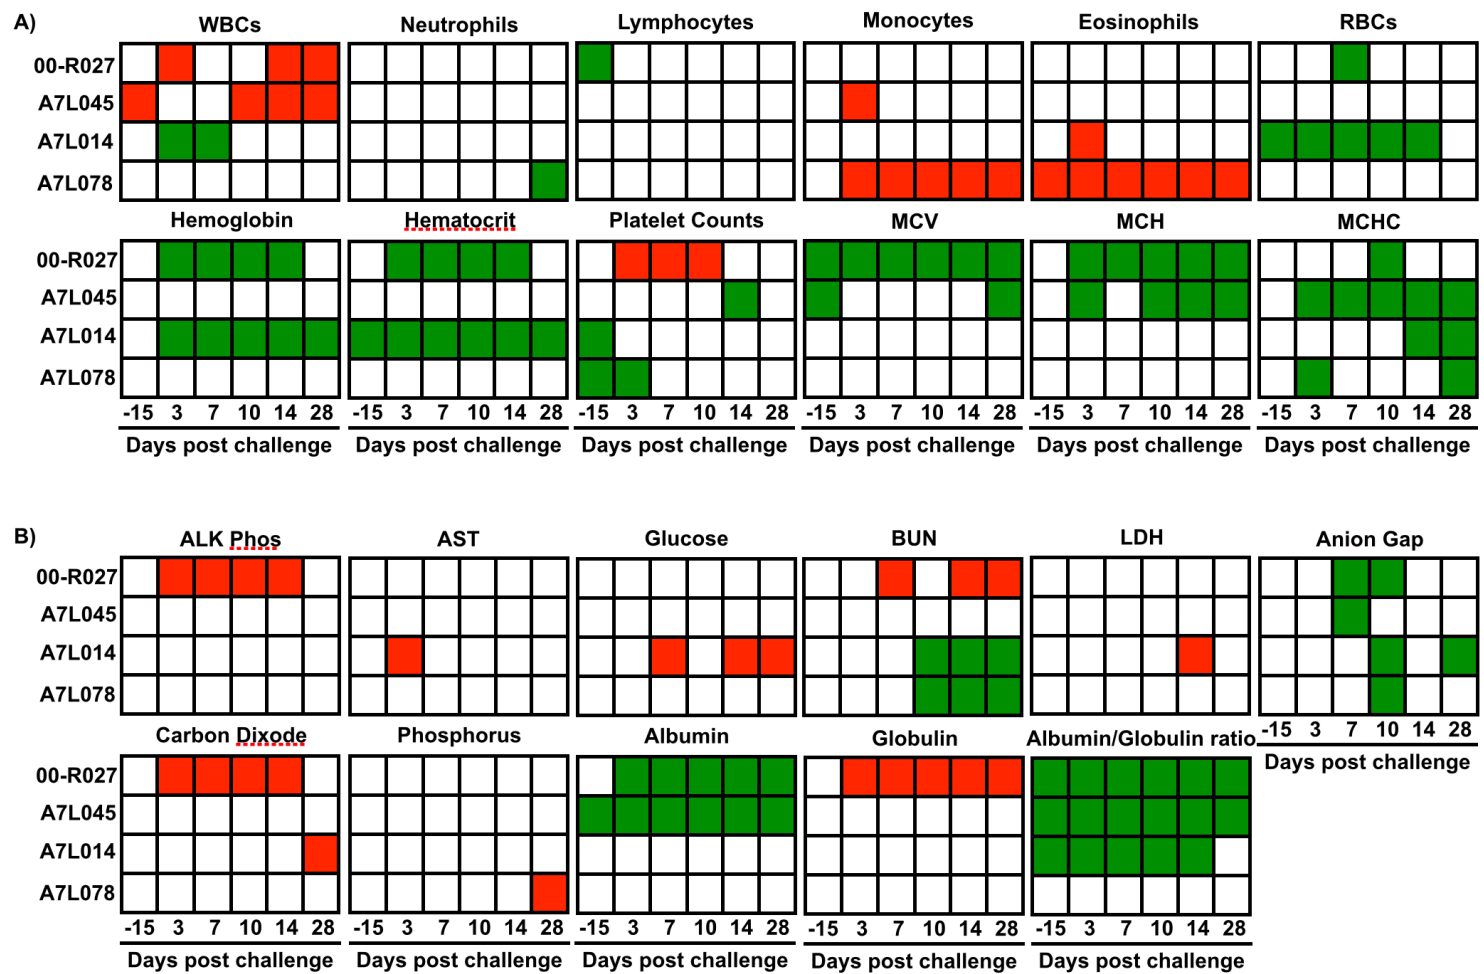 A)
WBCs Neutrophils Lymphocytes Monocytes Eosinophils RBCs
00-R027
A7L045
A7L014
A7L078
Hemoglobin Hematocrit Platelet Counts MCV MCH MCHC
00-R027
A7L045
A7L014
A7L078
-15 3 7 10 14 28 -15 3 7 10 14 28 -15 3 7 10 14 28 -15 3 7 10 14 28 -15 3 7 10 14 28 -15 3 7 10 14 28
Days post challenge Days post challenge Days post challenge Days post challenge Days post challenge Days post challenge
B)
ALK Phos AST Glucose BUN LDH Anion Gap
00-R027
A7L045
A7L014
A7L078
-15 3 7 10 14 28
Days post challenge
Carbon Dixode Phosphorus Albumin Globulin Albumin/Globulin ratio
00-R027
A7L045
A7L014
A7L078
-15 3 7 10 14 28 -15 3 7 10 14 28 -15 3 7 10 14 28 -15 3 7 10 14 28 -15 3 7 10 14 28
Days post challenge Days post challenge Days post challenge Days post challenge Days post challenge